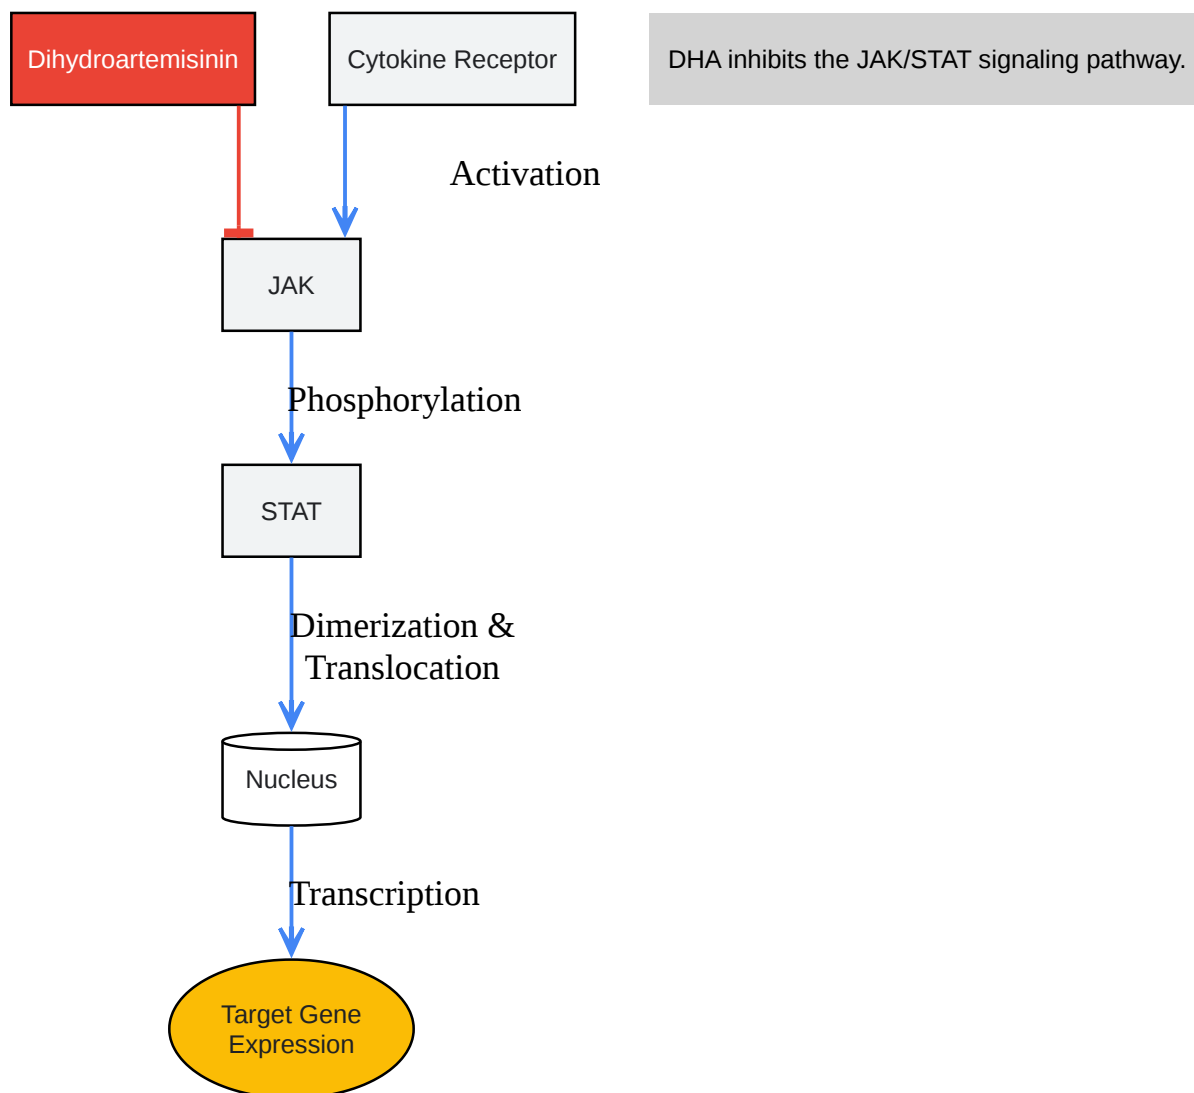 Dihydroartemisinin
Cytokine Receptor
DHA inhibits the JAK/STAT signaling pathway.
Activation
JAK
Phosphorylation
STAT
Dimerization &
Translocation
Nucleus
Transcription
Target Gene
Expression